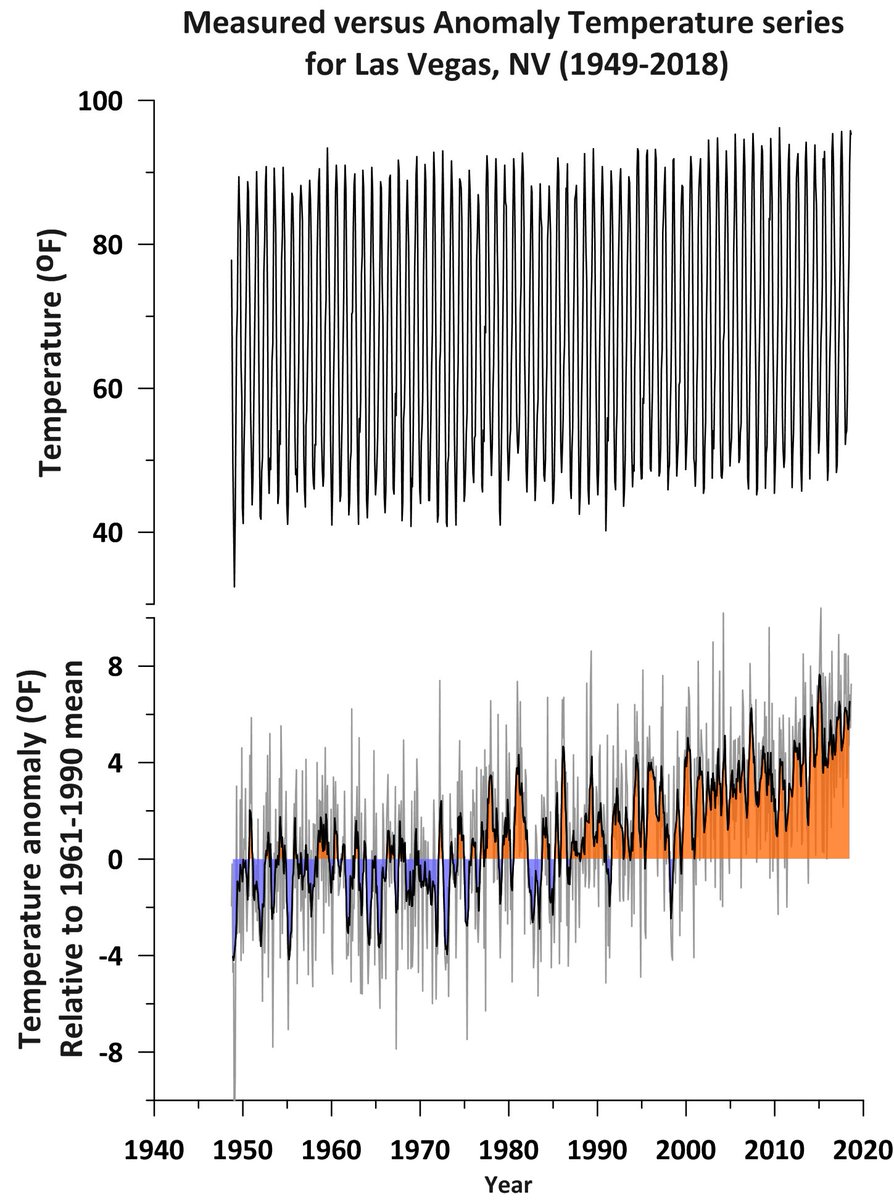 Measured versus Anomaly Temperature series
for Las Vegas, NV (1949-2018)
100
80
60
40
Temperature (ºF)
8
4
0
-4
-8
Temperature anomaly (ºF)
Relative to 1961-1990 mean
1940 1950 1960 1970 1980 1990 2000 2010 2020
Year